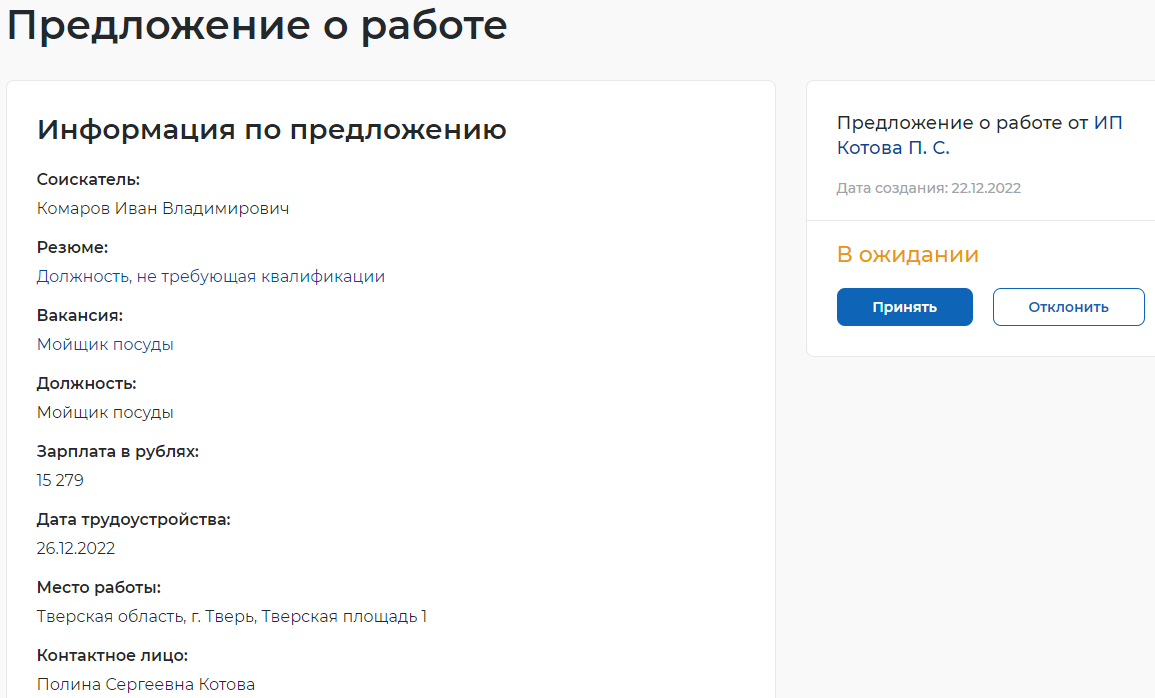 Предложение о работе
Информация по предложению
Соискатель:
Комаров Иван Владимирович
Резюме:
Должность, не требующая квалификации
Вакансия:
Мойщик посуды
Должность:
Мойщик посуды
Зарплата в рублях:
15 279
Дата трудоустройства:
26.12.2022
Место работы:
Тверская область, г. Тверь, Тверская площадь 1
Контактное лицо:
Полина Сергеевна Котова
Предложение о работе от ИП
Котова П. С.
Дата создания: 22.12.2022
В ожидании
Принять
Отклонить